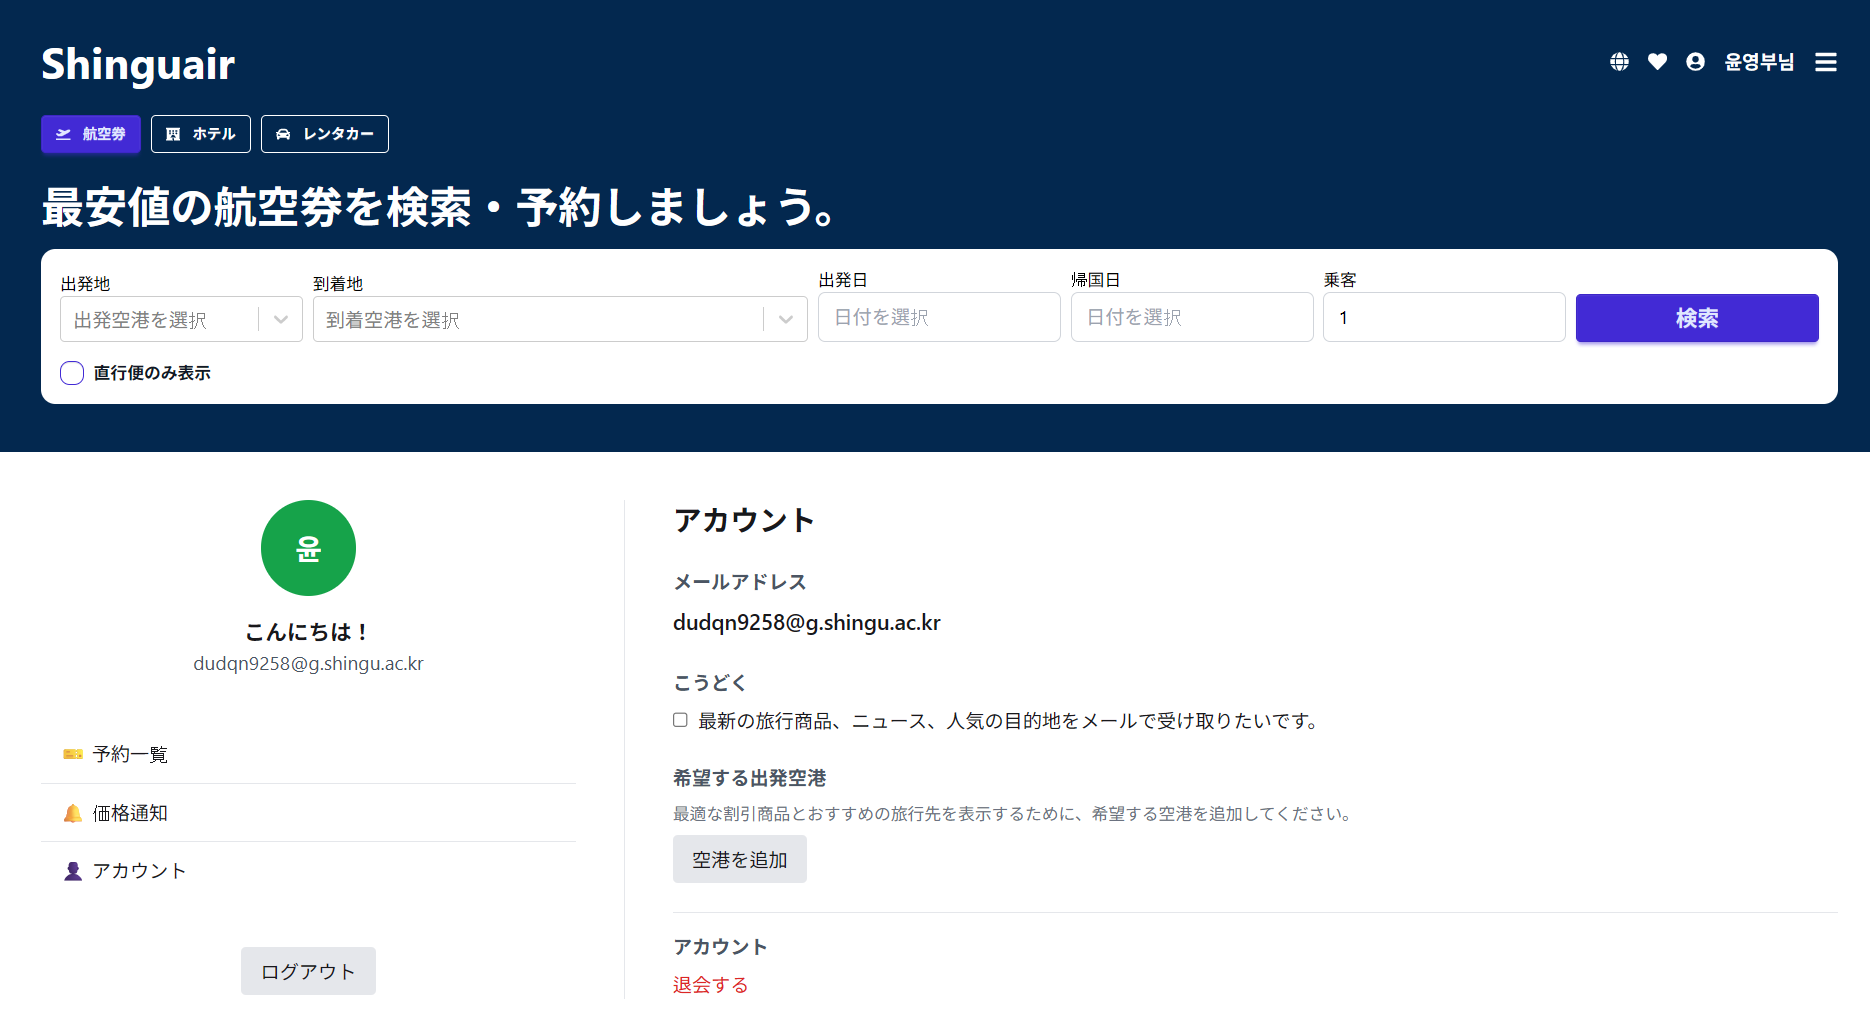 Shinguair
윤영부님
航空券
ホテル
レンタカー
最安値の航空券を検索・予約しましょう。
出発地
到着地
出発日
帰国日
乗客
出発空港を選択
到着空港を選択
日付を選択
日付を選択
1
検索
直行便のみ表示
윤
こんにちは！
dudqn9258@g.shingu.ac.kr
予約一覧
価格通知
アカウント
ログアウト
アカウント
メールアドレス
dudqn9258@g.shingu.ac.kr
こうどく
最新の旅行商品、ニュース、人気の目的地をメールで受け取りたいです。
希望する出発空港
最適な割引商品とおすすめの旅行先を表示するために、希望する空港を追加してください。
空港を追加
アカウント
退会する